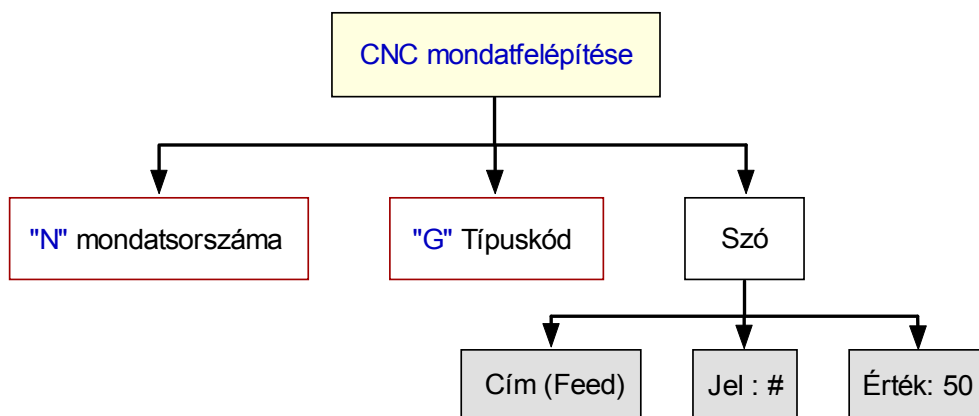 CNC mondatfelépítése
"N" mondatsorszáma
"G" Típuskód
Szó
Cím (Feed)
Jel : #
Érték: 50